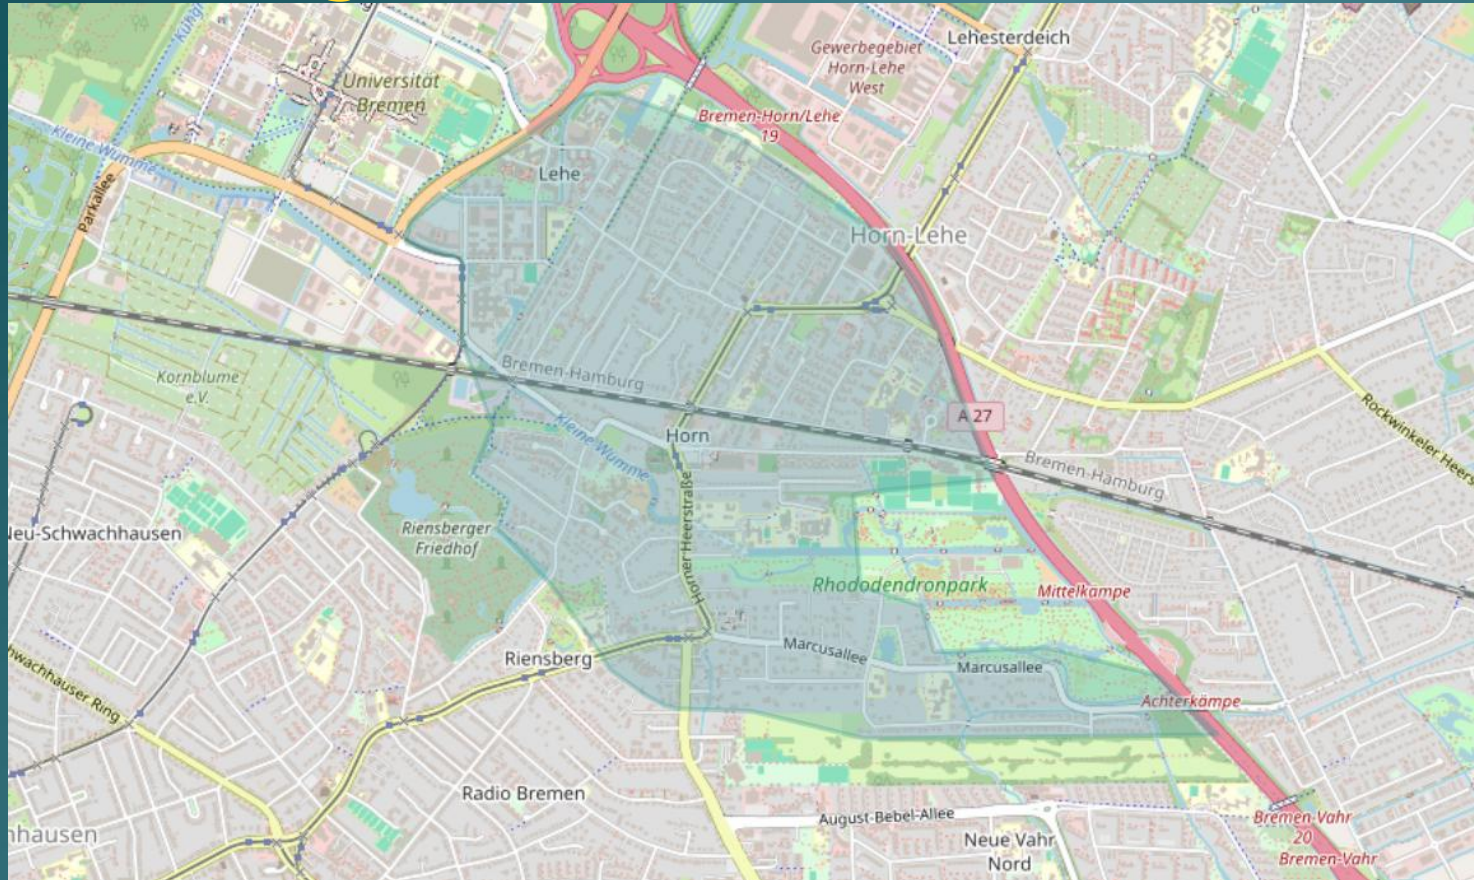 Lehesterdeich
Gewerbegebiet
Horn-Lehe
West
Universität
Bremen
Bremen-Horn/Lehe
19
Kleine Wümme
Lehe
Parkallee
Horn-Lehe
Bremen-Hamburg
Kornblume
e.V.
A 27
Rockwinkeler Heers
Kleine Wümme
Horn
Bremen-Hamburg
Neu-Schwachhausen
Riensberger
Friedhof
Horner Heerstraße
Rhododendronpark
Mittelkämpe
Riensberg
Marcusallee
Marcusallee
hwachhauser Ring
Achterkämpe
Radio Bremen
August-Bebel-Allee
Bremen-Vahr
20
Bremen-Vahr
Neue Vahr
Nord
hhausen